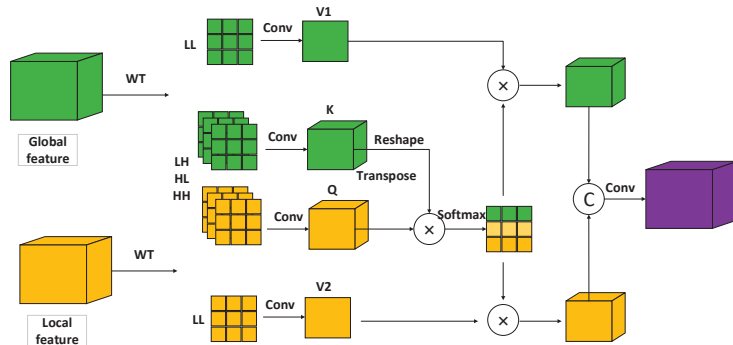 V1
Conv
LL
WT
Global
feature
K
Conv
Reshape
LH
HL
HH
Transpose
Q
Conv
Softmax
C
Conv
WT
Local
feature
V2
Conv
LL